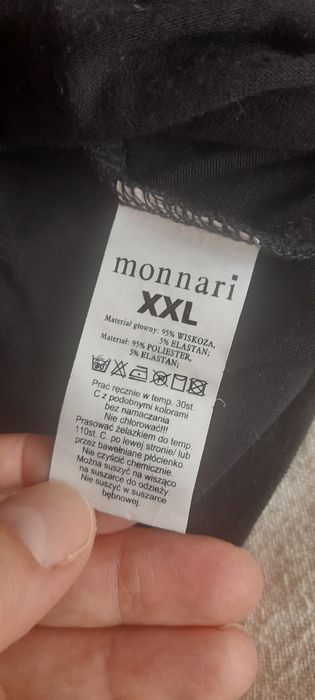 monnari
XXL
Materiał główny: 95% WISKOZA,
5% ELASTAN;
Materiał: 95% POLIESTER,
5% ELASTAN;
Prać ręcznie w temp. 30st.
C z podobnymi kolorami
bez namaczania.
Nie chlorować!!!
Prasować żelazkiem do temp.
110st. C. po lewej stronie/ lub
przez bawełniane płócienko.
Nie czyścić chemicznie.
Można suszyć na wisząco
na suszarce do odzieży.
Nie suszyć w suszarce
bębnowej.